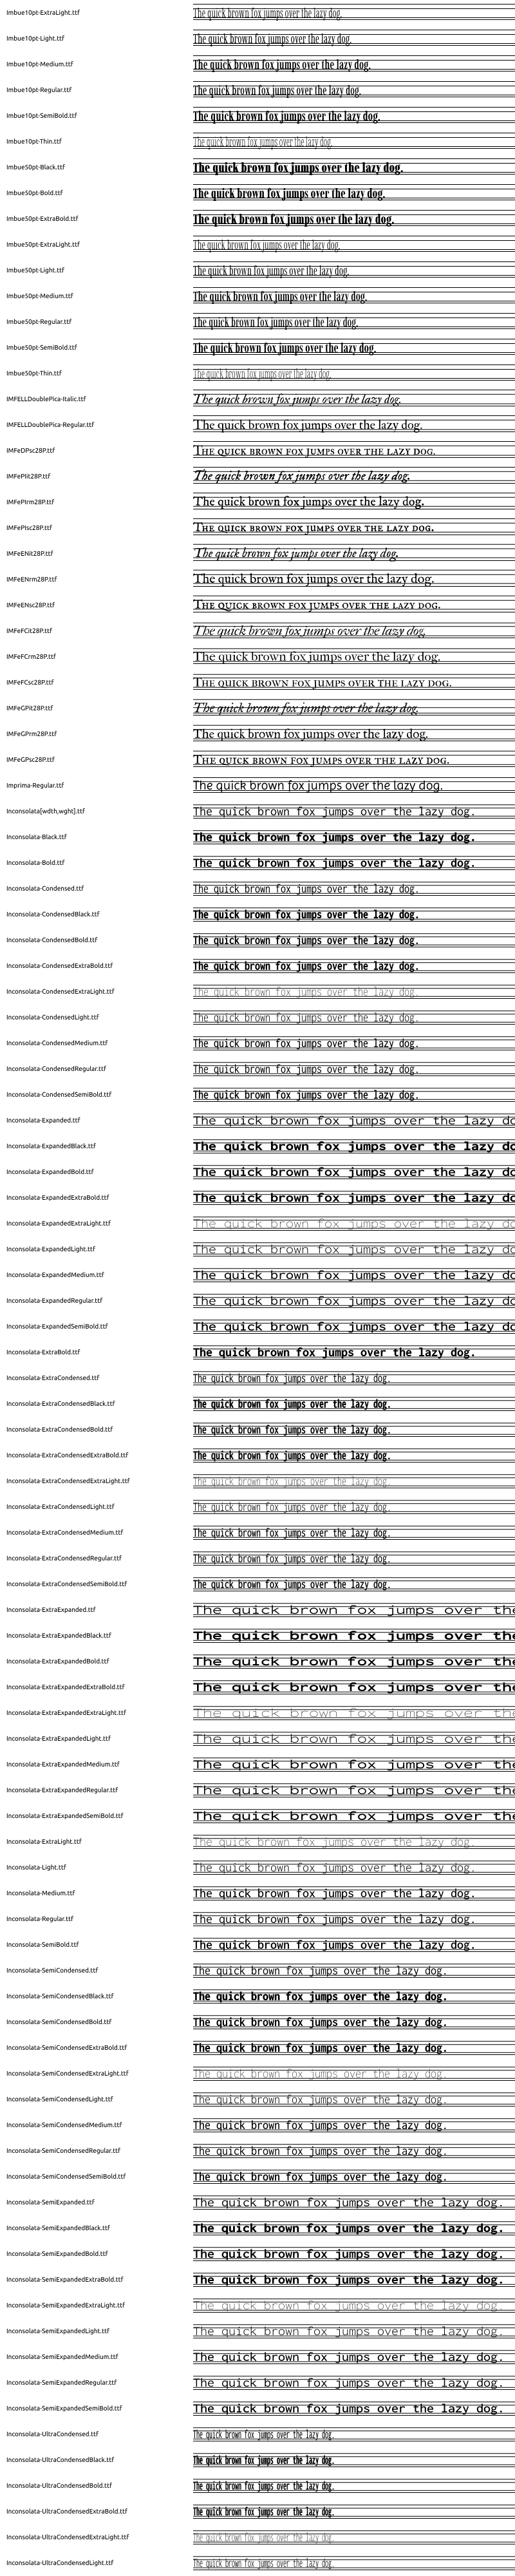 Imbue10pt-ExtraLight.ttf The quick brown fox jumps over the lazy dog.
Imbue10pt-Light.ttf The quick brown fox jumps over the lazy dog.
Imbue10pt-Medium.ttf The quick brown fox jumps over the lazy dog.
Imbue10pt-Regular.ttf The quick brown fox jumps over the lazy dog.
Imbue10pt-SemiBold.ttf The quick brown fox jumps over the lazy dog.
Imbue10pt-Thin.ttf The quick brown fox jumps over the lazy dog.
Imbue50pt-Black.ttf The quick brown fox jumps over the lazy dog.
Imbue50pt-Bold.ttf The quick brown fox jumps over the lazy dog.
Imbue50pt-ExtraBold.ttf The quick brown fox jumps over the lazy dog.
Imbue50pt-ExtraLight.ttf The quick brown fox jumps over the lazy dog.
Imbue50pt-Light.ttf The quick brown fox jumps over the lazy dog.
Imbue50pt-Medium.ttf The quick brown fox jumps over the lazy dog.
Imbue50pt-Regular.ttf The quick brown fox jumps over the lazy dog.
Imbue50pt-SemiBold.ttf The quick brown fox jumps over the lazy dog.
Imbue50pt-Thin.ttf The quick brown fox jumps over the lazy dog.
IMFELLDoublePica-Italic.ttf The quick brown fox jumps over the lazy dog.
IMFELLDoublePica-Regular.ttf The quick brown fox jumps over the lazy dog.
IMFeDPsc28P.ttf THE QUICK BROWN FOX JUMPS OVER THE LAZY DOG.
IMFePIit28P.ttf The quick brown fox jumps over the lazy dog.
IMFePIrm28P.ttf The quick brown fox jumps over the lazy dog.
IMFePIsc28P.ttf THE QUICK BROWN FOX JUMPS OVER THE LAZY DOG.
IMFeENit28P.ttf The quick brown fox jumps over the lazy dog.
IMFeENrm28P.ttf The quick brown fox jumps over the lazy dog.
IMFeENsc28P.ttf THE QUICK BROWN FOX JUMPS OVER THE LAZY DOG.
IMFeFCit28P.ttf The quick brown fox jumps over the lazy dog.
IMFeFCrm28P.ttf The quick brown fox jumps over the lazy dog.
IMFeFCsc28P.ttf THE QUICK BROWN FOX JUMPS OVER THE LAZY DOG.
IMFeGPit28P.ttf The quick brown fox jumps over the lazy dog.
IMFeGPrm28P.ttf The quick brown fox jumps over the lazy dog.
IMFeGPsc28P.ttf THE QUICK BROWN FOX JUMPS OVER THE LAZY DOG.
Imprima-Regular.ttf The quick brown fox jumps over the lazy dog.
Inconsolata[wdth,wght].ttf The quick brown fox jumps over the lazy dog.
Inconsolata-Black.ttf The quick brown fox jumps over the lazy dog.
Inconsolata-Bold.ttf The quick brown fox jumps over the lazy dog.
Inconsolata-Condensed.ttf The quick brown fox jumps over the lazy dog.
Inconsolata-CondensedBlack.ttf The quick brown fox jumps over the lazy dog.
Inconsolata-CondensedBold.ttf The quick brown fox jumps over the lazy dog.
Inconsolata-CondensedExtraBold.ttf The quick brown fox jumps over the lazy dog.
Inconsolata-CondensedExtraLight.ttf The quick brown fox jumps over the lazy dog.
Inconsolata-CondensedLight.ttf The quick brown fox jumps over the lazy dog.
Inconsolata-CondensedMedium.ttf The quick brown fox jumps over the lazy dog.
Inconsolata-CondensedRegular.ttf The quick brown fox jumps over the lazy dog.
Inconsolata-CondensedSemiBold.ttf The quick brown fox jumps over the lazy dog.
Inconsolata-Expanded.ttf The quick brown fox jumps over the lazy do
Inconsolata-ExpandedBlack.ttf The quick brown fox jumps over the lazy do
Inconsolata-ExpandedBold.ttf The quick brown fox jumps over the lazy do
Inconsolata-ExpandedExtraBold.ttf The quick brown fox jumps over the lazy do
Inconsolata-ExpandedExtraLight.ttf The quick brown fox jumps over the lazy do
Inconsolata-ExpandedLight.ttf The quick brown fox jumps over the lazy do
Inconsolata-ExpandedMedium.ttf The quick brown fox jumps over the lazy do
Inconsolata-ExpandedRegular.ttf The quick brown fox jumps over the lazy do
Inconsolata-ExpandedSemiBold.ttf The quick brown fox jumps over the lazy do
Inconsolata-ExtraBold.ttf The quick brown fox jumps over the lazy dog.
Inconsolata-ExtraCondensed.ttf The quick brown fox jumps over the lazy dog.
Inconsolata-ExtraCondensedBlack.ttf The quick brown fox jumps over the lazy dog.
Inconsolata-ExtraCondensedBold.ttf The quick brown fox jumps over the lazy dog.
Inconsolata-ExtraCondensedExtraBold.ttf The quick brown fox jumps over the lazy dog.
Inconsolata-ExtraCondensedExtraLight.ttf The quick brown fox jumps over the lazy dog.
Inconsolata-ExtraCondensedLight.ttf The quick brown fox jumps over the lazy dog.
Inconsolata-ExtraCondensedMedium.ttf The quick brown fox jumps over the lazy dog.
Inconsolata-ExtraCondensedRegular.ttf The quick brown fox jumps over the lazy dog.
Inconsolata-ExtraCondensedSemiBold.ttf The quick brown fox jumps over the lazy dog.
Inconsolata-ExtraExpanded.ttf The quick brown fox jumps over the
Inconsolata-ExtraExpandedBlack.ttf The quick brown fox jumps over the
Inconsolata-ExtraExpandedBold.ttf The quick brown fox jumps over the
Inconsolata-ExtraExpandedExtraBold.ttf The quick brown fox jumps over the
Inconsolata-ExtraExpandedExtraLight.ttf The quick brown fox jumps over the
Inconsolata-ExtraExpandedLight.ttf The quick brown fox jumps over the
Inconsolata-ExtraExpandedMedium.ttf The quick brown fox jumps over the
Inconsolata-ExtraExpandedRegular.ttf The quick brown fox jumps over the
Inconsolata-ExtraExpandedSemiBold.ttf The quick brown fox jumps over the
Inconsolata-ExtraLight.ttf The quick brown fox jumps over the lazy dog.
Inconsolata-Light.ttf The quick brown fox jumps over the lazy dog.
Inconsolata-Medium.ttf The quick brown fox jumps over the lazy dog.
Inconsolata-Regular.ttf The quick brown fox jumps over the lazy dog.
Inconsolata-SemiBold.ttf The quick brown fox jumps over the lazy dog.
Inconsolata-SemiCondensed.ttf The quick brown fox jumps over the lazy dog.
Inconsolata-SemiCondensedBlack.ttf The quick brown fox jumps over the lazy dog.
Inconsolata-SemiCondensedBold.ttf The quick brown fox jumps over the lazy dog.
Inconsolata-SemiCondensedExtraBold.ttf The quick brown fox jumps over the lazy dog.
Inconsolata-SemiCondensedExtraLight.ttf The quick brown fox jumps over the lazy dog.
Inconsolata-SemiCondensedLight.ttf The quick brown fox jumps over the lazy dog.
Inconsolata-SemiCondensedMedium.ttf The quick brown fox jumps over the lazy dog.
Inconsolata-SemiCondensedRegular.ttf The quick brown fox jumps over the lazy dog.
Inconsolata-SemiCondensedSemiBold.ttf The quick brown fox jumps over the lazy dog.
Inconsolata-SemiExpanded.ttf The quick brown fox jumps over the lazy dog.
Inconsolata-SemiExpandedBlack.ttf The quick brown fox jumps over the lazy dog.
Inconsolata-SemiExpandedBold.ttf The quick brown fox jumps over the lazy dog.
Inconsolata-SemiExpandedExtraBold.ttf The quick brown fox jumps over the lazy dog.
Inconsolata-SemiExpandedExtraLight.ttf The quick brown fox jumps over the lazy dog.
Inconsolata-SemiExpandedLight.ttf The quick brown fox jumps over the lazy dog.
Inconsolata-SemiExpandedMedium.ttf The quick brown fox jumps over the lazy dog.
Inconsolata-SemiExpandedRegular.ttf The quick brown fox jumps over the lazy dog.
Inconsolata-SemiExpandedSemiBold.ttf The quick brown fox jumps over the lazy dog.
Inconsolata-UltraCondensed.ttf The quick brown fox jumps over the lazy dog.
Inconsolata-UltraCondensedBlack.ttf The quick brown fox jumps over the lazy dog.
Inconsolata-UltraCondensedBold.ttf The quick brown fox jumps over the lazy dog.
Inconsolata-UltraCondensedExtraBold.ttf The quick brown fox jumps over the lazy dog.
Inconsolata-UltraCondensedExtraLight.ttf The quick brown fox jumps over the lazy dog.
Inconsolata-UltraCondensedLight.ttf The quick brown fox jumps over the lazy dog.